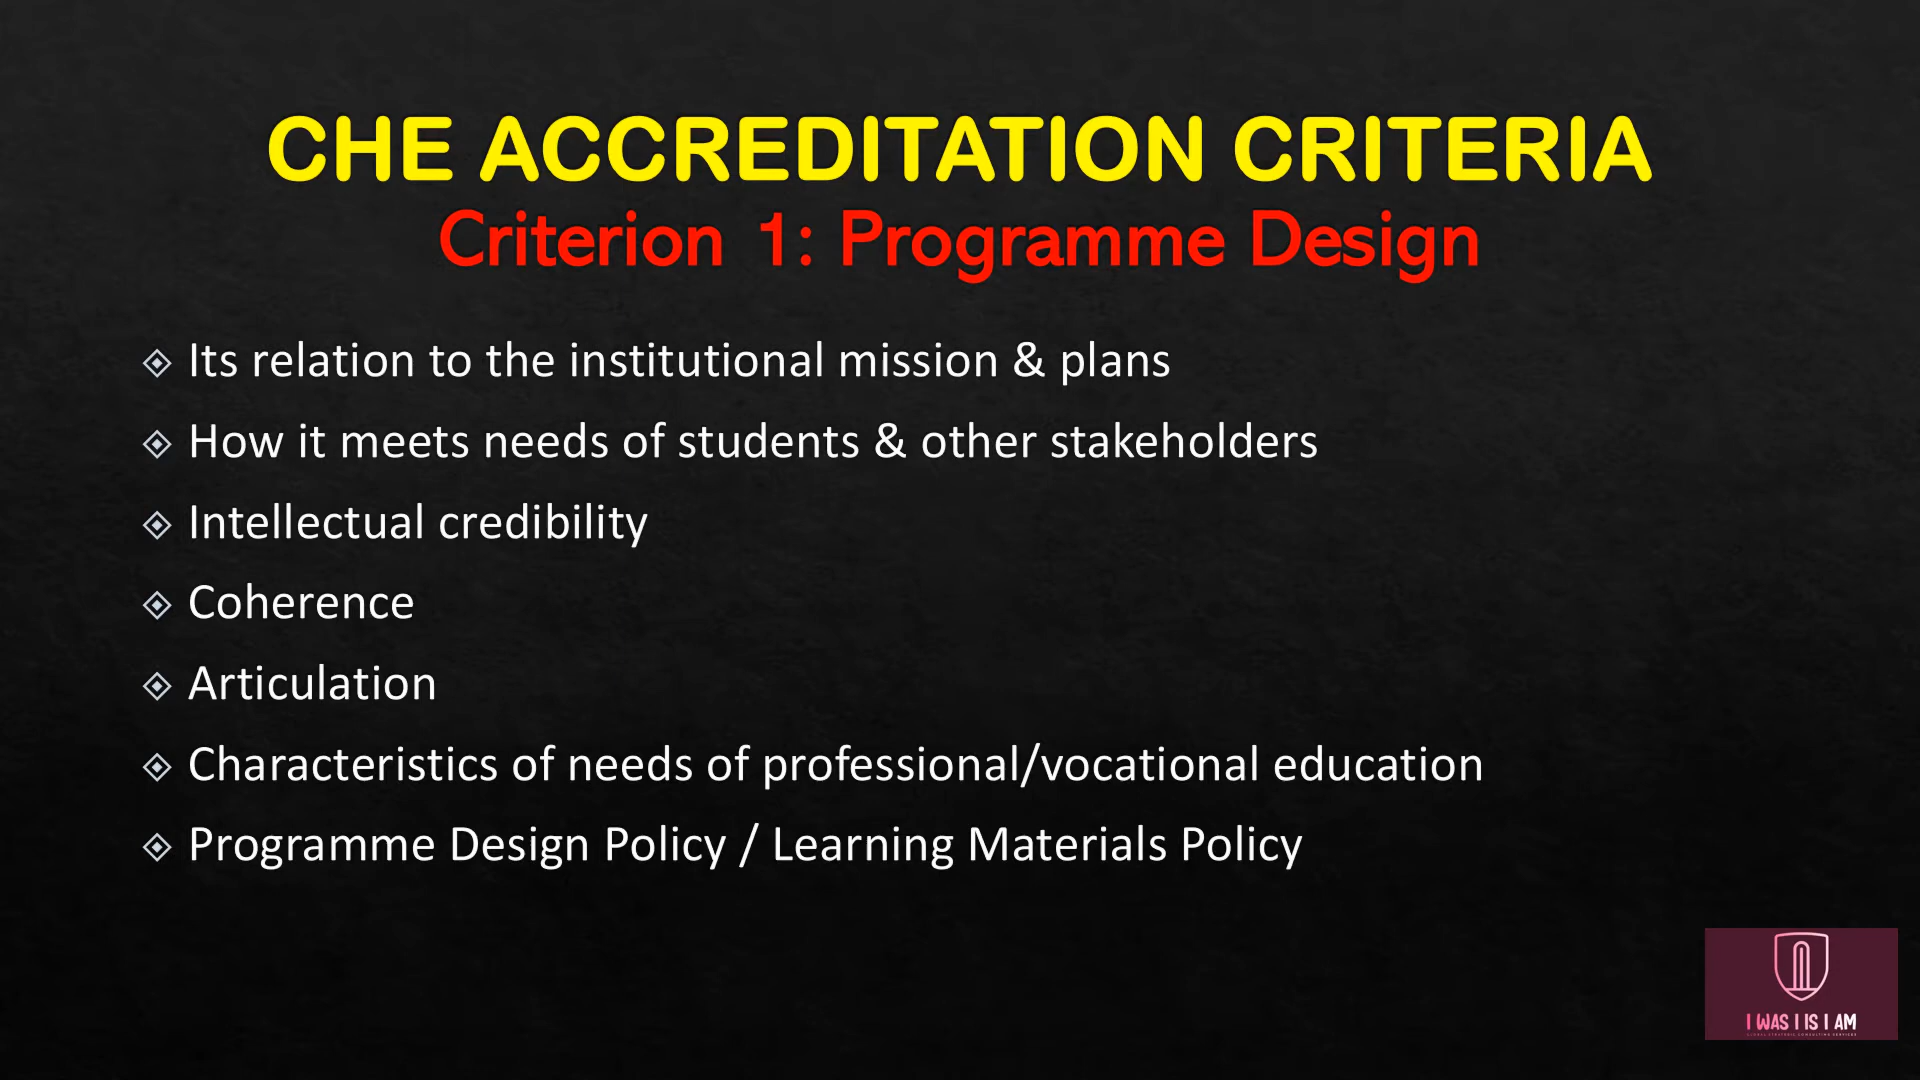 CHE ACCREDITATION CRITERIA
Criterion 1: Programme Design
Its relation to the institutional mission & plans
How it meets needs of students & other stakeholders
Intellectual credibility
Coherence
Articulation
Characteristics of needs of professional/vocational education
Programme Design Policy / Learning Materials Policy
I WAS I IS I AM